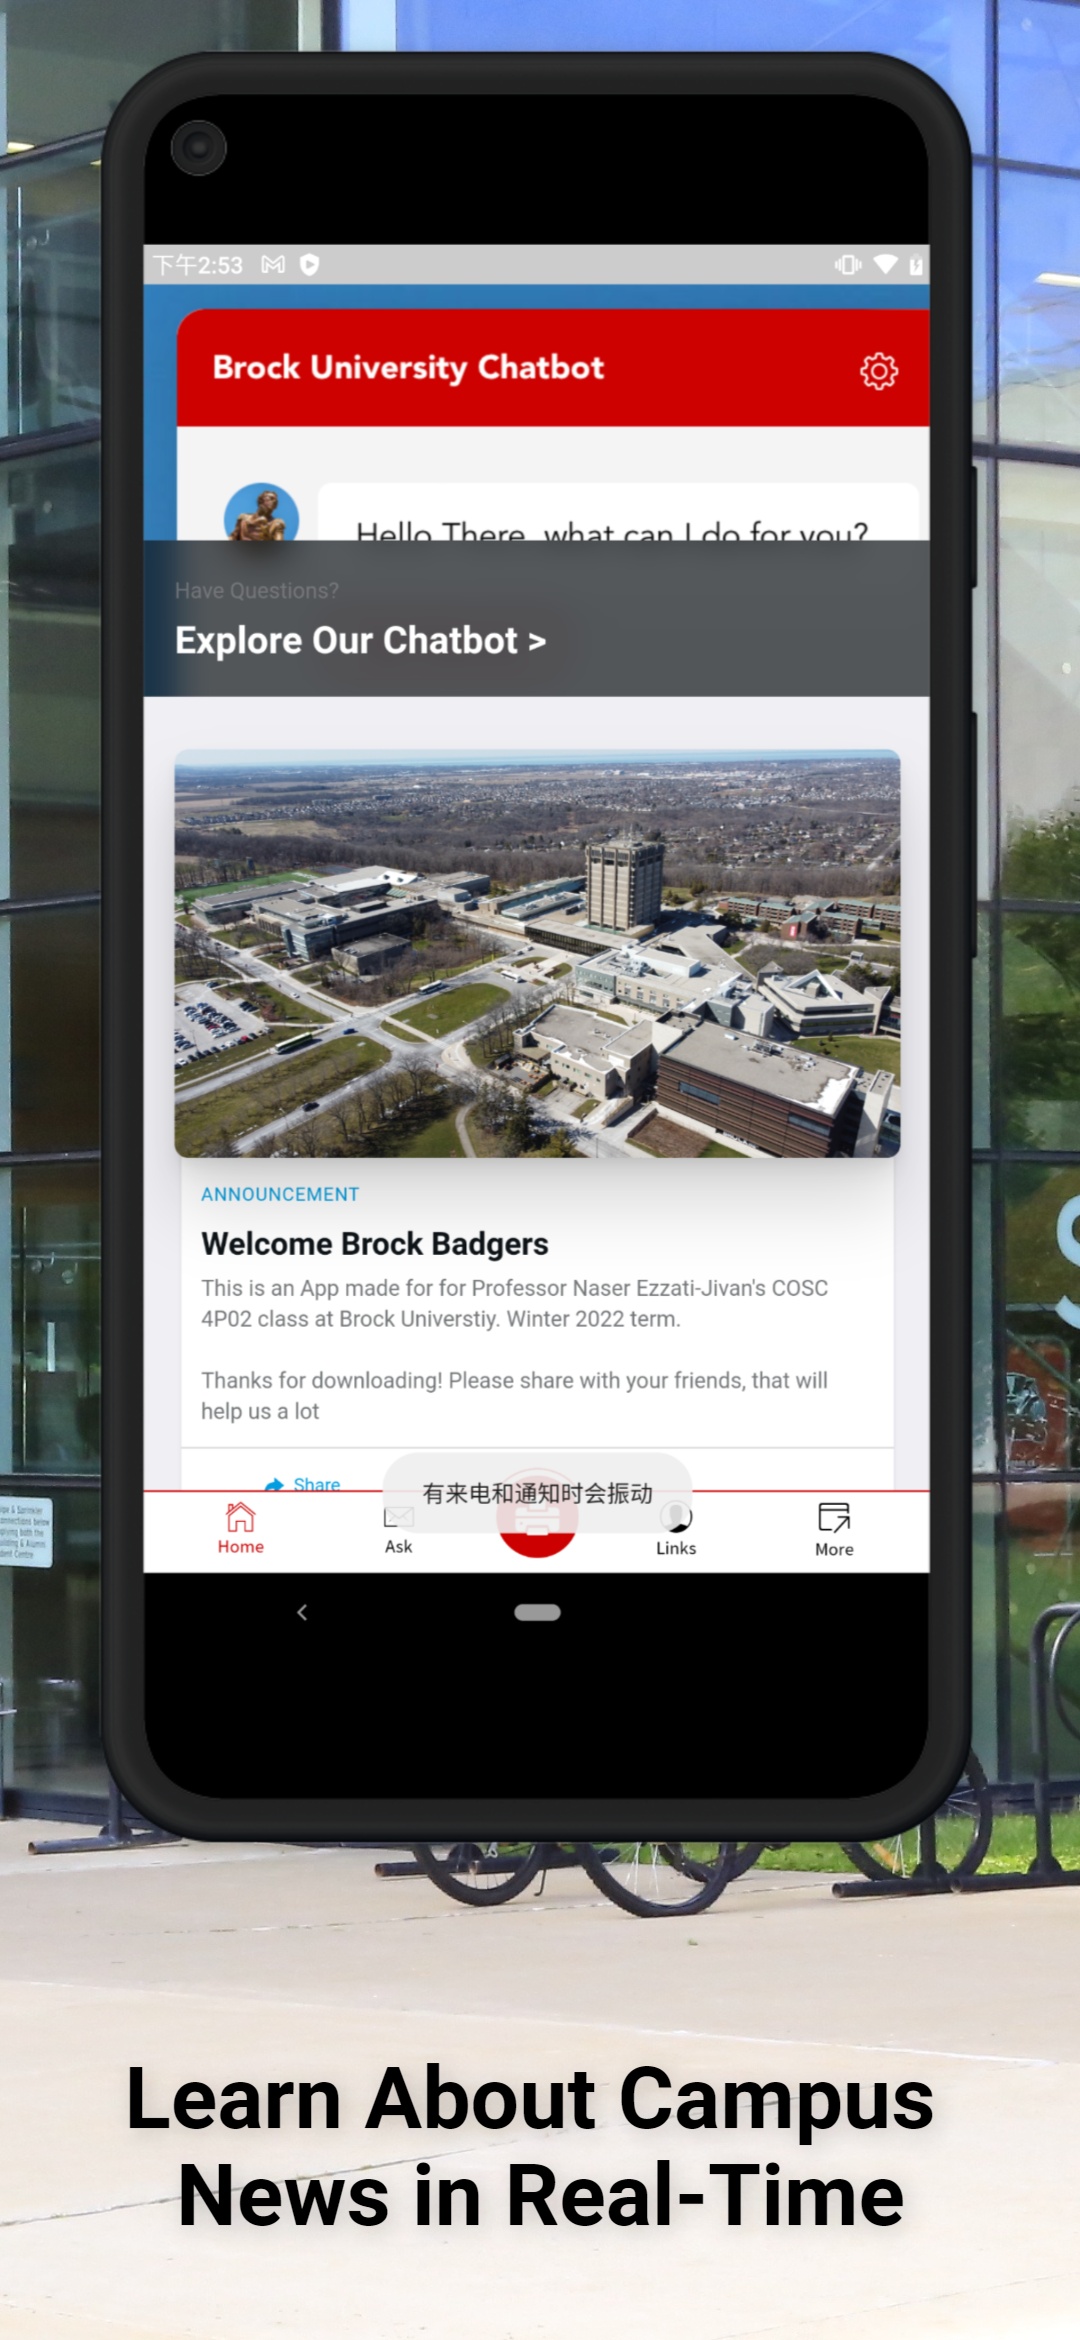 下午2:53
Brock University Chatbot
Hello There, what can I do for you?
Have Questions?
Explore Our Chatbot >
ANNOUNCEMENT
Welcome Brock Badgers
This is an App made for for Professor Naser Ezzati-Jivan's COSC
4P02 class at Brock Universtiy. Winter 2022 term.
Thanks for downloading! Please share with your friends, that will
help us a lot
Share
有来电和通知时会振动
Home
Ask
Links
More
Learn About Campus
News in Real-Time